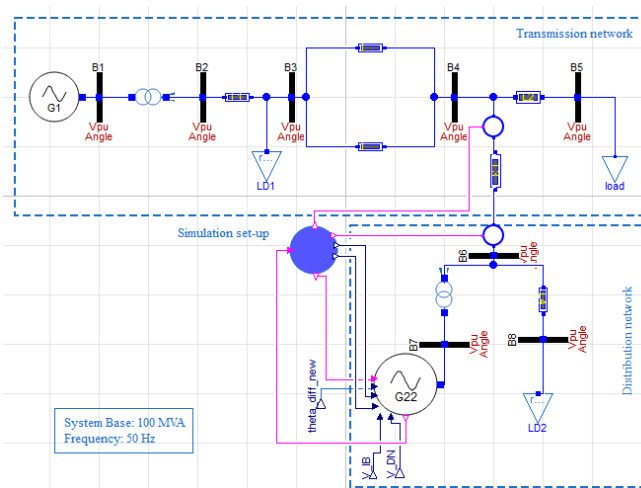 Transmission network
B1
B2
B3
B4
B5
G1
Vpu
Angle
Vpu
Angle
Vpu
Angle
Vpu
Angle
Vpu
Angle
r...
LD1
load
Simulation set-up
B6
Vpu
Angle
Distribution network
B7
Vpu
Angle
B8
Vpu
Angle
G22
theta_diff_new
r...
LD2
System Base: 100 MVA
Frequency: 50 Hz
V_IB
V_DN